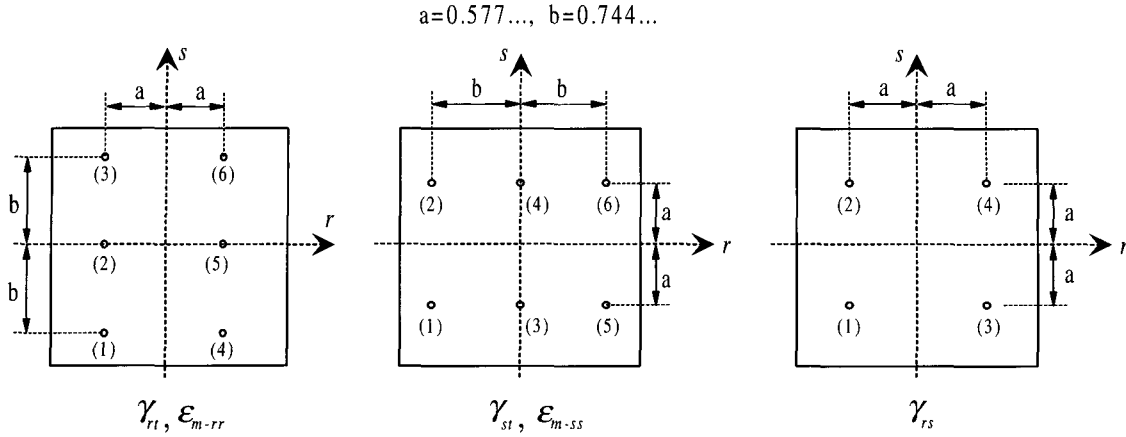 a=0.577..., b=0.744...
s
a a
(3) (6)
b
r
(2) (5)
b
(1) (4)
γrt , εm-rr
s
b b
(2) (4) (6)
a
r
a
(1) (3) (5)
γst , εm-ss
s
a a
(2) (4)
a
r
a
(1) (3)
γrs